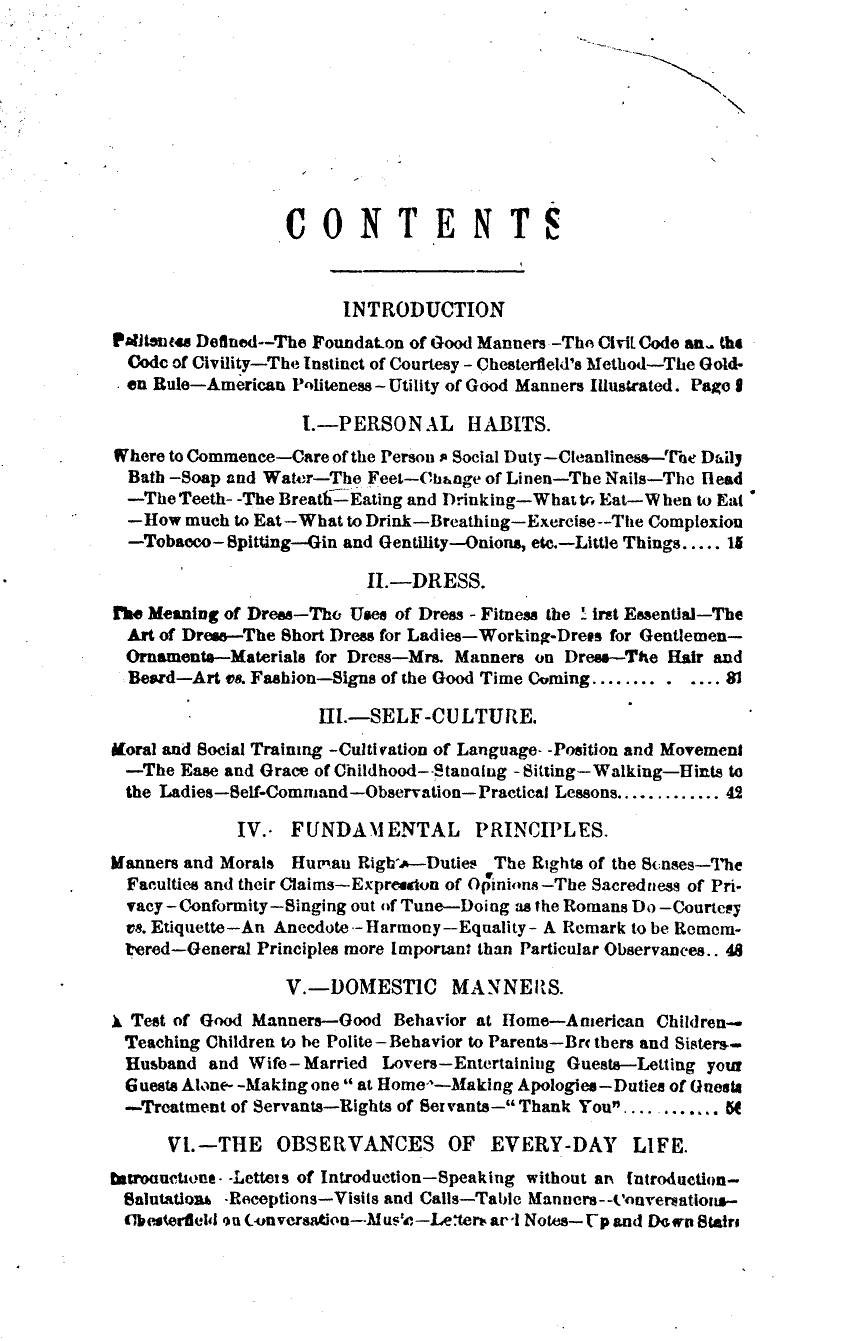 CONTENTS
INTRODUCTION
Politeness Defined—The Foundation of Good Manners—The Civil Code and the
Code of Civility—The Instinct of Courtesy—Chesterfield's Method—The Gold-
en Rule—American Politeness—Utility of Good Manners Illustrated. Page 9
I.—PERSONAL HABITS.
Where to Commence—Care of the Person a Social Duty—Cleanliness—The Daily
Bath—Soap and Water—The Feet—Change of Linen—The Nails—The Head
—The Teeth—The Breath—Eating and Drinking—What to Eat—When to Eat
—How much to Eat—What to Drink—Breathing—Exercise—The Complexion
—Tobacco—Spitting—Gin and Gentility—Onions, etc.—Little Things..... 15
II.—DRESS.
The Meaning of Dress—The Uses of Dress—Fitness the First Essential—The
Art of Dress—The Short Dress for Ladies—Working-Dress for Gentlemen—
Ornaments—Materials for Dress—Mrs. Manners on Dress—The Hair and
Beard—Art vs. Fashion—Signs of the Good Time Coming........ . .... 31
III.—SELF-CULTURE.
Moral and Social Training—Cultivation of Language—Position and Movement
—The Ease and Grace of Childhood—Standing—Sitting—Walking—Hints to
the Ladies—Self-Command—Observation—Practical Lessons............. 42
IV.—FUNDAMENTAL PRINCIPLES.
Manners and Morals—Human Rights—Duties—The Rights of the Senses—The
Faculties and their Claims—Expression of Opinions—The Sacredness of Pri-
vacy—Conformity—Singing out of Tune—Doing as the Romans Do—Courtesy
vs. Etiquette—An Anecdote—Harmony—Equality—A Remark to be Remem-
bered—General Principles more Important than Particular Observances.. 48
V.—DOMESTIC MANNERS.
A Test of Good Manners—Good Behavior at Home—American Children—
Teaching Children to be Polite—Behavior to Parents—Brothers and Sisters—
Husband and Wife—Married Lovers—Entertaining Guests—Letting your
Guests Alone—Making one "at Home"—Making Apologies—Duties of Guests
—Treatment of Servants—Rights of Servants—"Thank You".... .......
VI.—THE OBSERVANCES OF EVERY-DAY LIFE.
Introductions—Letters of Introduction—Speaking without an Introduction—
Salutations—Receptions—Visits and Calls—Table Manners—Conversation—
Chesterfield on Conversation—Music—Letters and Notes—Up and Down Stairs